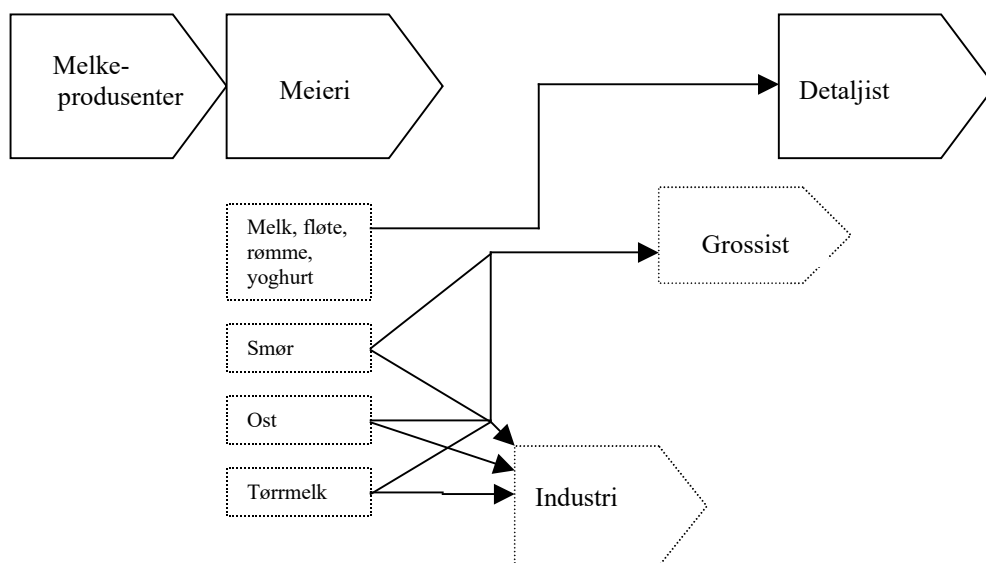 Melke-
produsenter
Meieri
Detaljist
Melk, fløte,
rømme,
yoghurt
Grossist
Smør
Ost
Tørrmelk
Industri